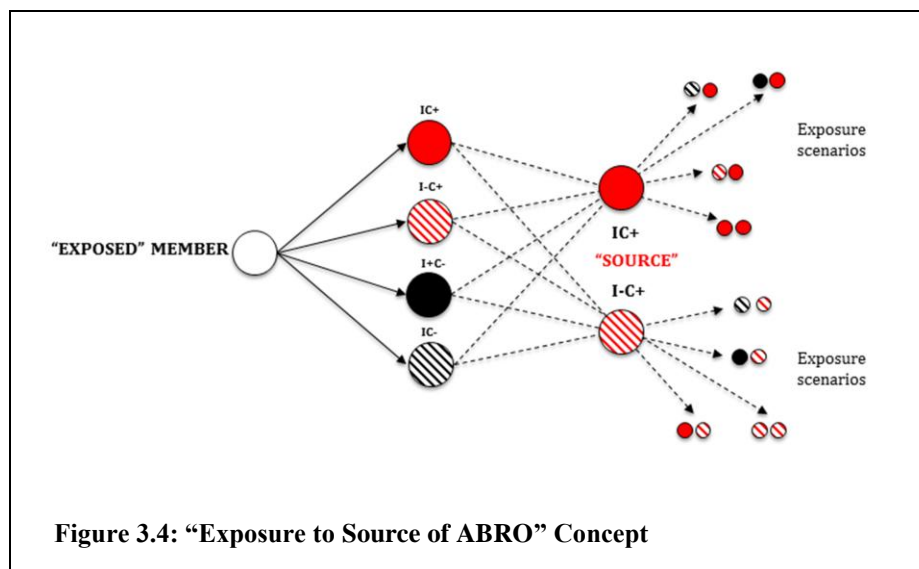 IC+
I-C+
“EXPOSED” MEMBER
I+C-
IC-
IC+
“SOURCE”
I-C+
Exposure
scenarios
Exposure
scenarios
Figure 3.4: “Exposure to Source of ABRO” Concept